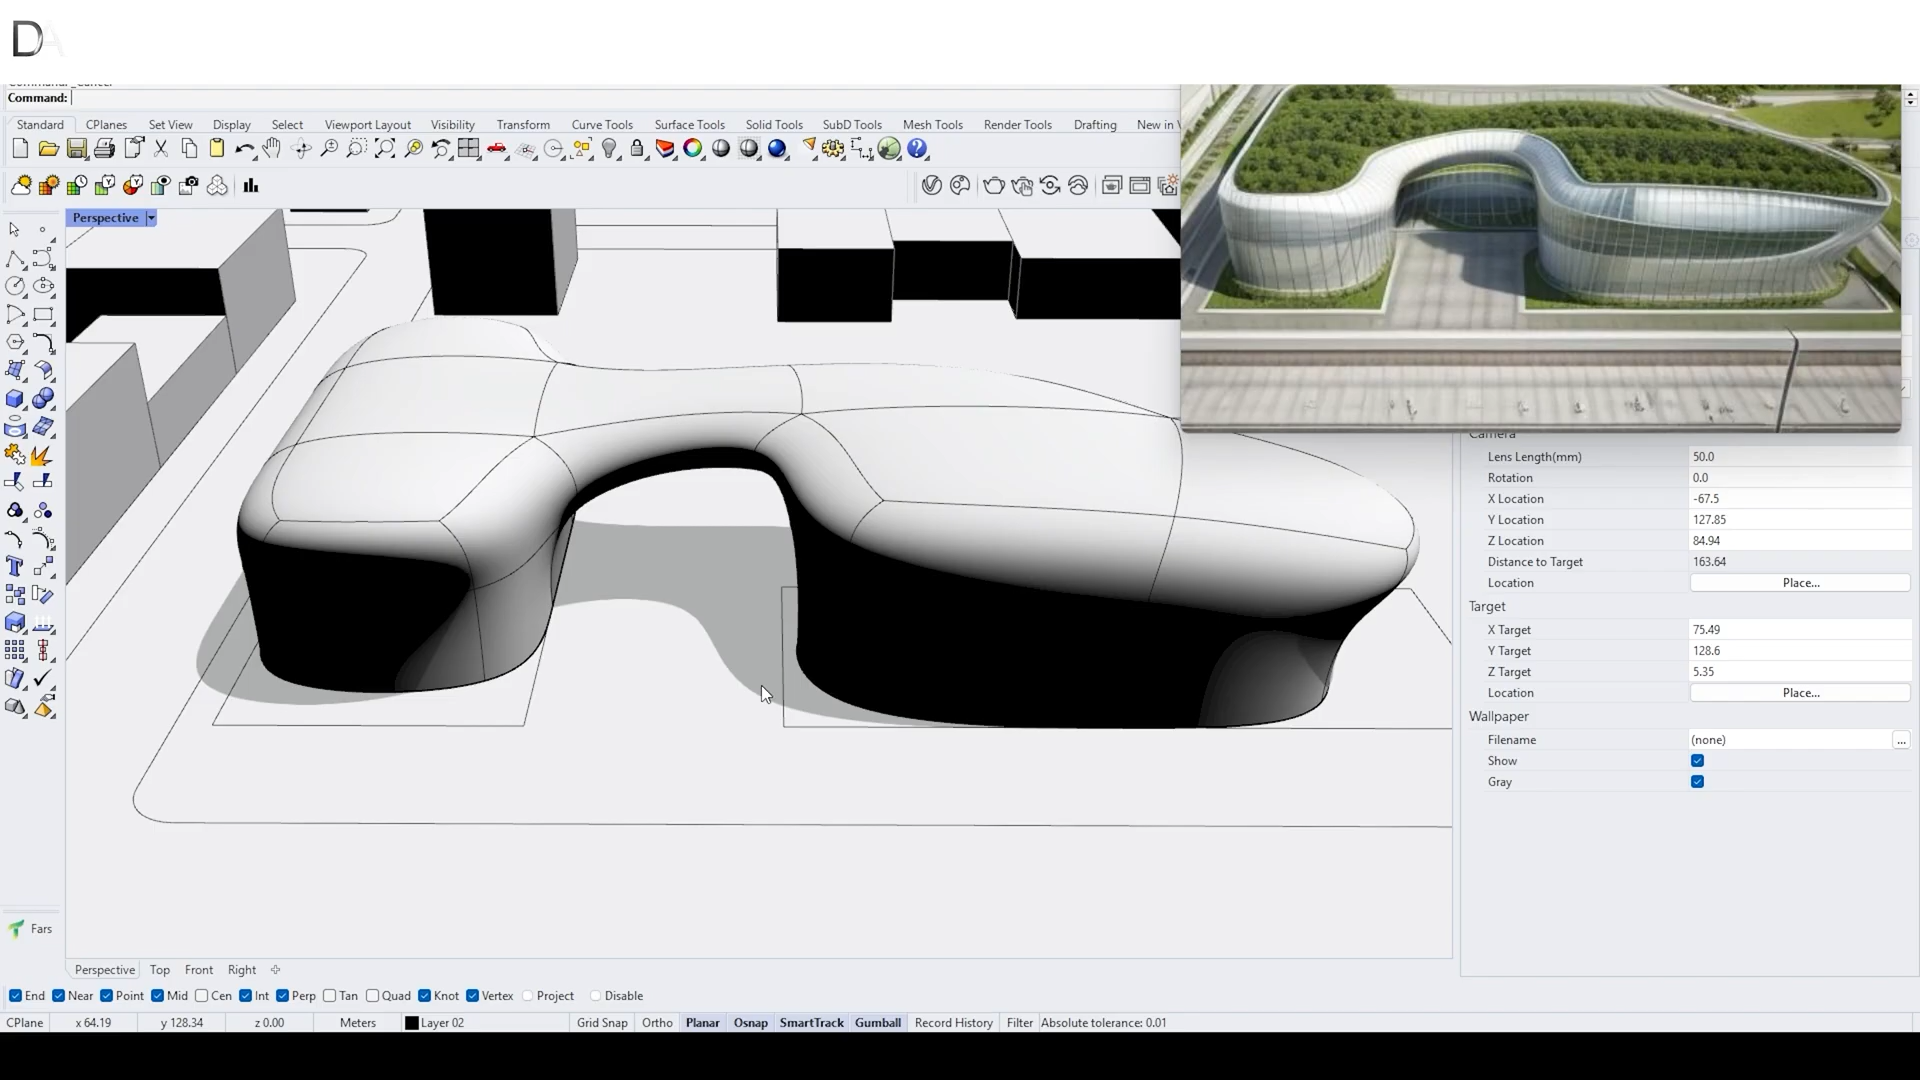 DA
Command:
Standard CPlanes Set View Display Select Viewport Layout Visibility Transform Curve Tools Surface Tools Solid Tools SubD Tools Mesh Tools Render Tools Drafting New in V
Perspective
Camera
Lens Length(mm) 50.0
Rotation 0.0
X Location -67.5
Y Location 127.85
Z Location 84.94
Distance to Target 163.64
Location Place...
Target
X Target 75.49
Y Target 128.6
Z Target 5.35
Location Place...
Wallpaper
Filename (none) ...
Show
Gray
Fars
Perspective Top Front Right
End Near Point Mid Cen Int Perp Tan Quad Knot Vertex Project Disable
CPlane x 64.19 y 128.34 z 0.00 Meters Layer 02 Grid Snap Ortho Planar Osnap SmartTrack Gumball Record History Filter Absolute tolerance: 0.01